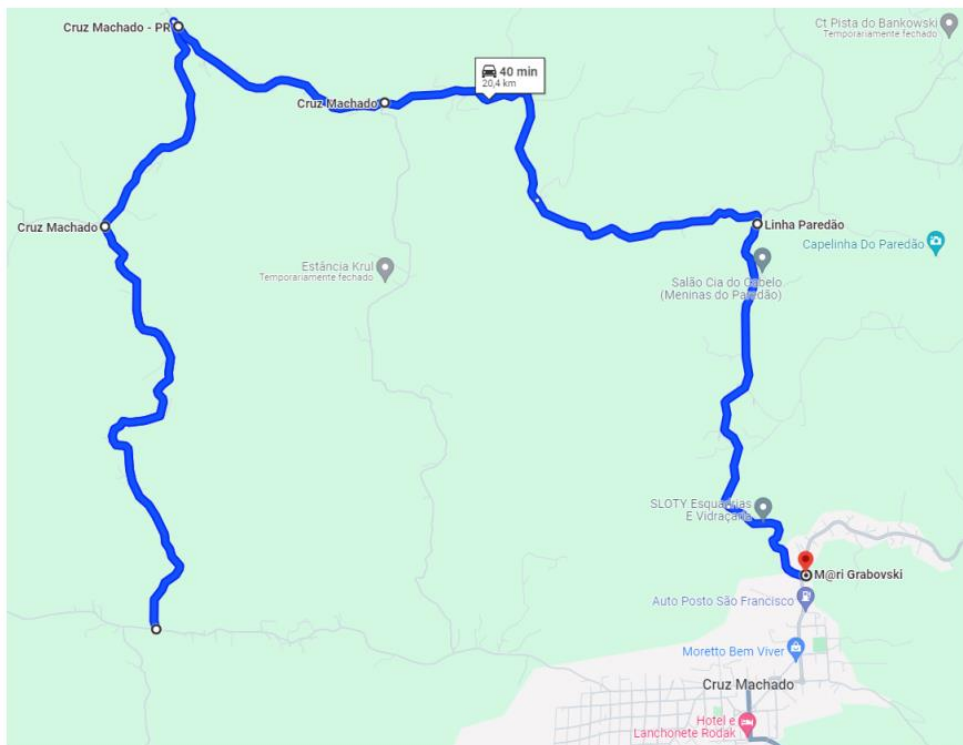 Cruz Machado - PR
Ct Pista do Bankowski
Temporariamente fechado
40 min
20,4 km
Cruz Machado
Cruz Machado
Linha Paredão
Capelinha Do Paredão
Estância Krul
Temporariamente fechado
Salão Cia do Cabelo
(Meninas do Paredão)
SLOTY Esquadrias
E Vidraçaria
M@ri Grabovski
Auto Posto São Francisco
Moretto Bem Viver
Cruz Machado
Hotel e
Lanchonete Rodak